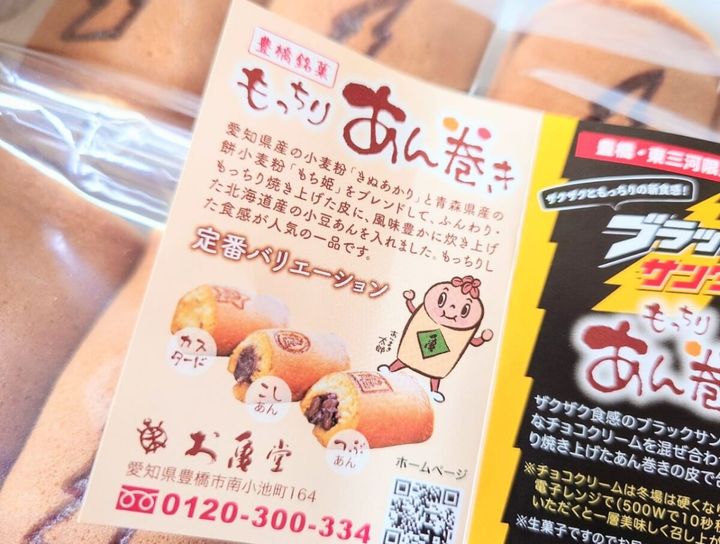 豊橋銘菓
もっちり
あん巻き
愛知県産の小麦粉「きぬあかり」と青森県産の
餅小麦粉「もち姫」をブレンドして、ふんわり・
もっちり焼き上げた皮に、風味豊かに炊き上げ
た北海道産の小豆あんを入れました。もっちりし
た食感が人気の一品です。
定番バリエーション
カス
タード
こし
あん
つぶ
あん
お亀堂
愛知県豊橋市南小池町164
0120-300-334
ホームページ
豊橋・東三河限
ザクザクともっちりの新食感!
ブラック
サン
もっちり
あん巻
ザクザク食感のブラックサン
なチョコクリームを混ぜ合わ
り焼き上げたあん巻きの皮で
※チョコクリームは冬場は硬くな
電子レンジで(500Wで10秒
いただくと一層美味しく召し上が
※生菓子ですのでお早